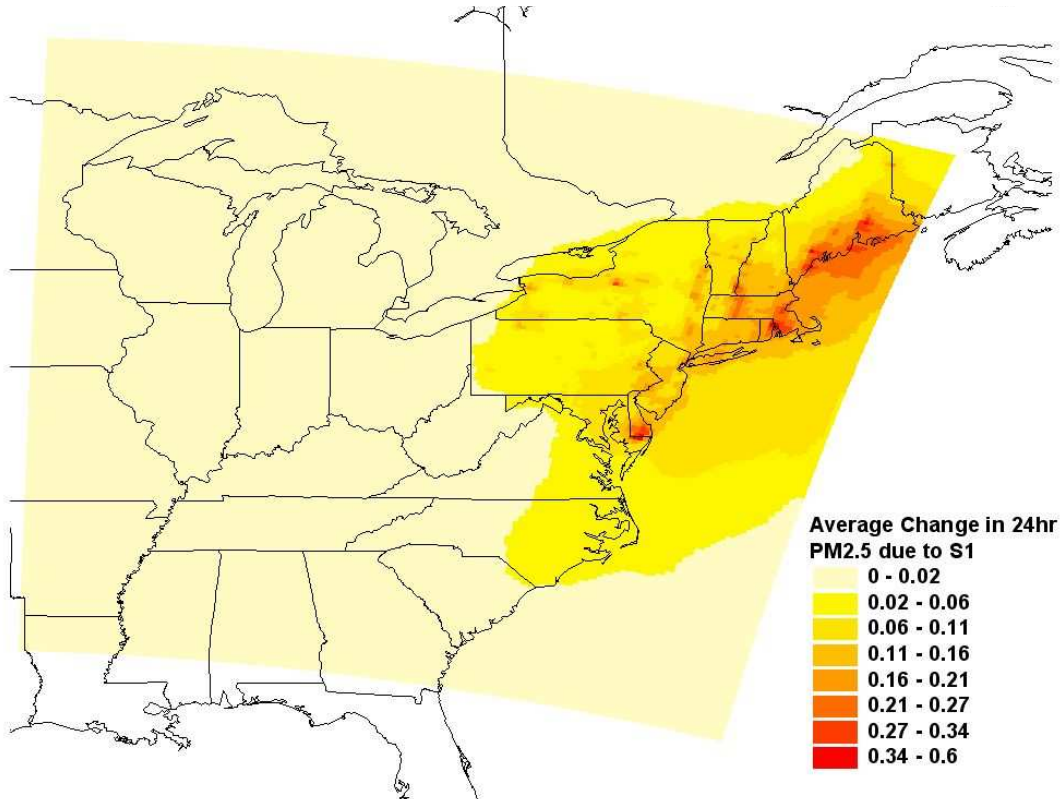 Average Change in 24hr
PM2.5 due to S1
0 - 0.02
0.02 - 0.06
0.06 - 0.11
0.11 - 0.16
0.16 - 0.21
0.21 - 0.27
0.27 - 0.34
0.34 - 0.6